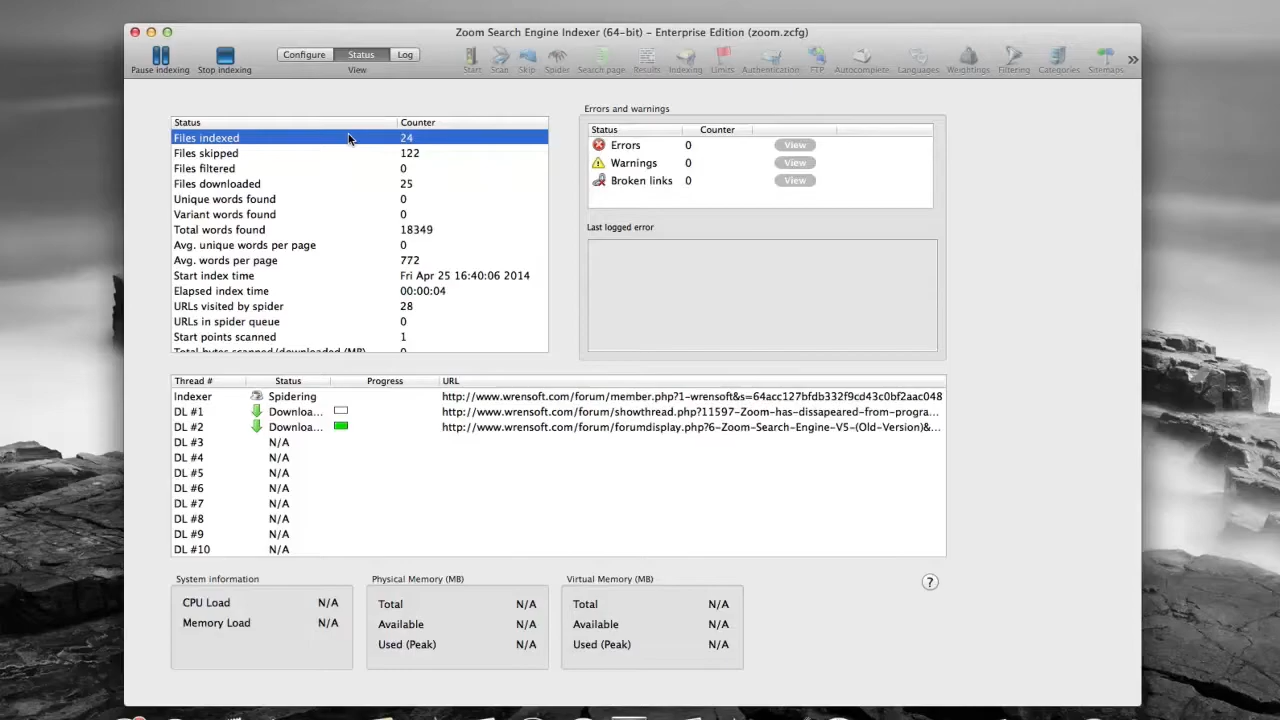 Zoom Search Engine Indexer (64-bit) - Enterprise Edition (zoom.zcfg)
Pause indexing Stop indexing Configure Status Log View Start Scan Skip Spider Search page Results Indexing Limits Authentication FTP Autocomplete Languages Weightings Filtering Categories Sitemaps »
Status Counter
Files indexed 24
Files skipped 122
Files filtered 0
Files downloaded 25
Unique words found 0
Variant words found 0
Total words found 18349
Avg. unique words per page 0
Avg. words per page 772
Start index time Fri Apr 25 16:40:06 2014
Elapsed index time 00:00:04
URLs visited by spider 28
URLs in spider queue 0
Start points scanned 1
Total bytes scanned/downloaded (MB) 0
Errors and warnings
Status Counter
Errors 0 View
Warnings 0 View
Broken links 0 View
Last logged error
Thread # Status Progress URL
Indexer Spidering http://www.wrensoft.com/forum/member.php?1-wrensoft&s=64acc127bfdb332f9cd43c0bf2aac048
DL #1 Downloa... http://www.wrensoft.com/forum/showthread.php?11597-Zoom-has-dissapeared-from-progra...
DL #2 Downloa... http://www.wrensoft.com/forum/forumdisplay.php?6-Zoom-Search-Engine-V5-(Old-Version)&...
DL #3 N/A
DL #4 N/A
DL #5 N/A
DL #6 N/A
DL #7 N/A
DL #8 N/A
DL #9 N/A
DL #10 N/A
System information
CPU Load N/A
Memory Load N/A
Physical Memory (MB)
Total N/A
Available N/A
Used (Peak) N/A
Virtual Memory (MB)
Total N/A
Available N/A
Used (Peak) N/A
?